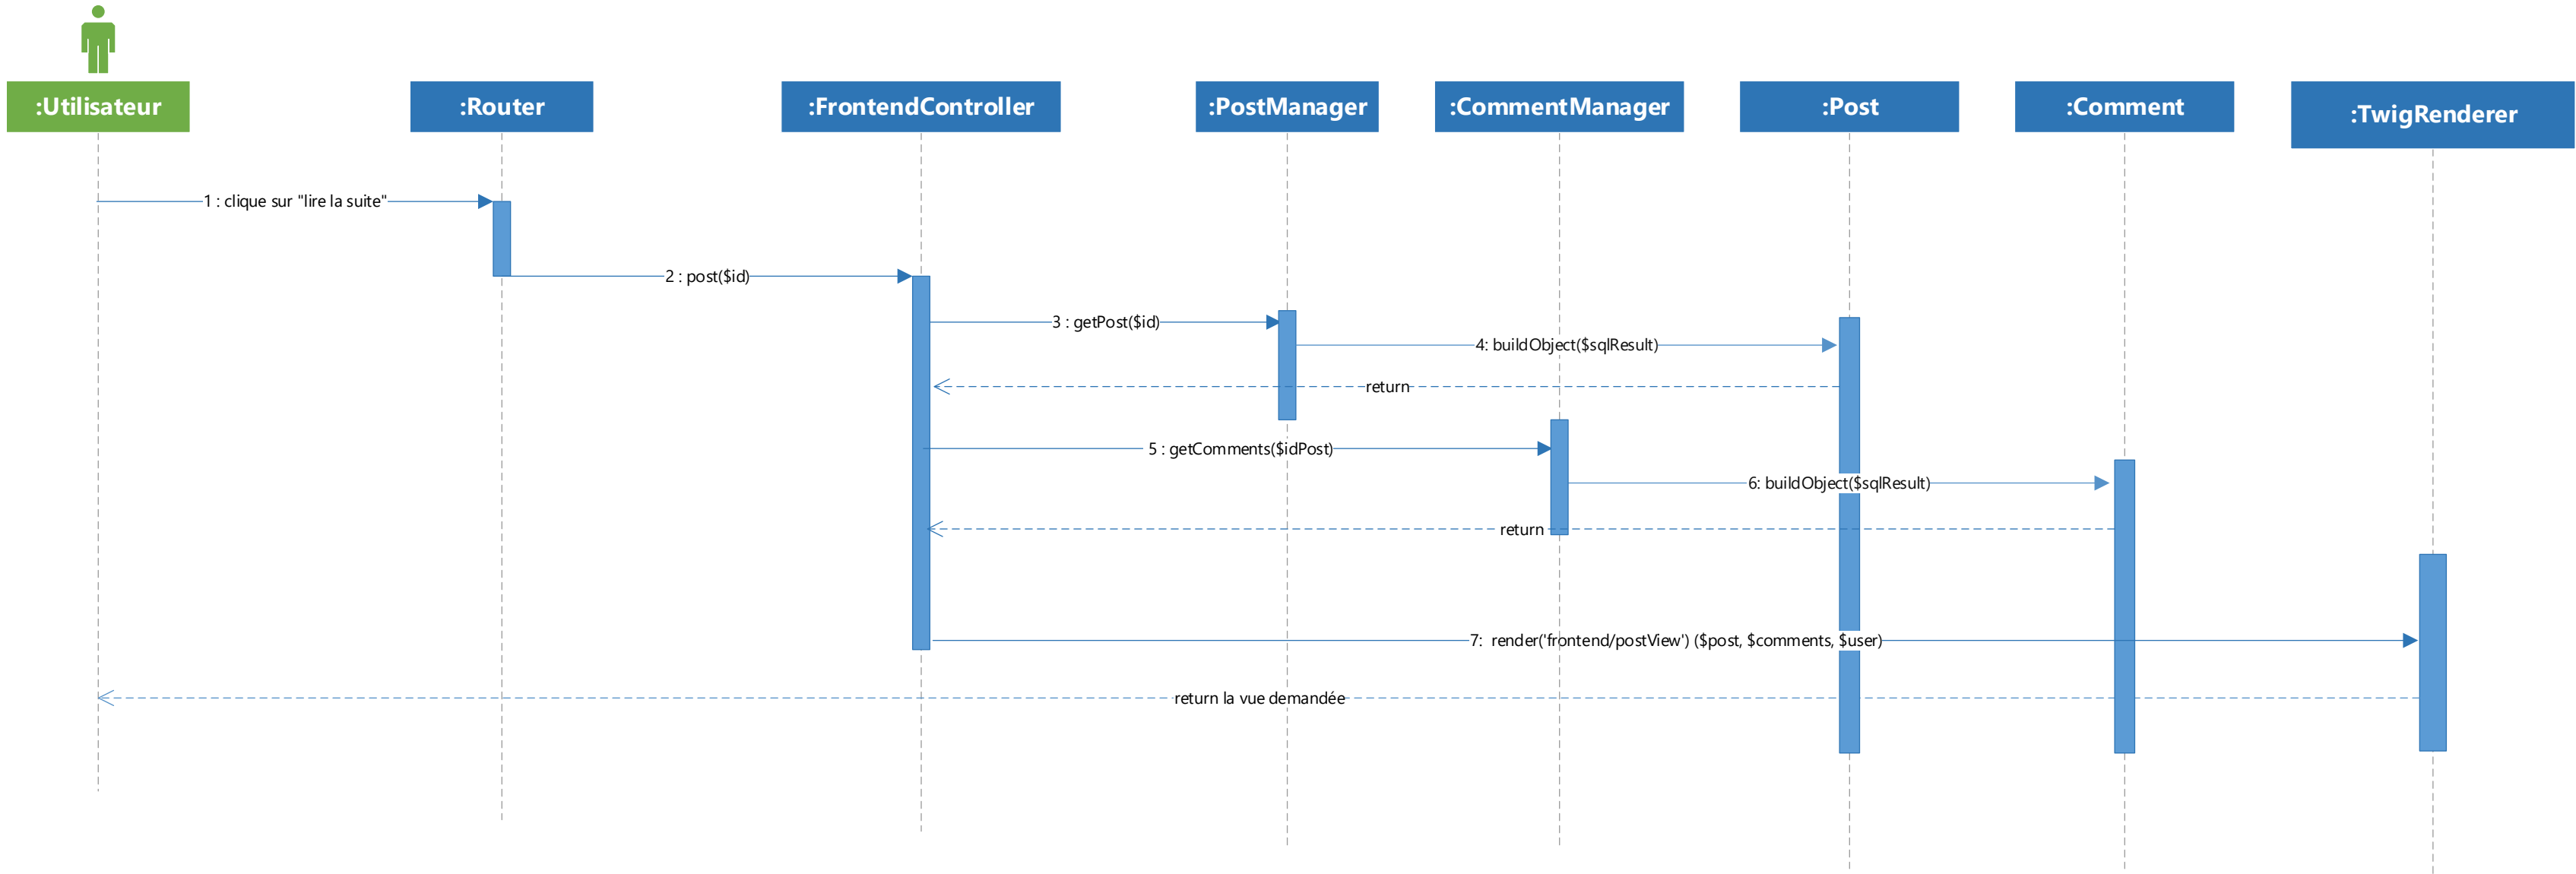 :Utilisateur
:Router
:FrontendController
:PostManager
:CommentManager
:Post
:Comment
:TwigRenderer
1 : clique sur "lire la suite"
2 : post($id)
3 : getPost($id)
4: buildObject($sqlResult)
return
5 : getComments($idPost)
6: buildObject($sqlResult)
return
7:  render('frontend/postView') ($post, $comments, $user)
return la vue demandée